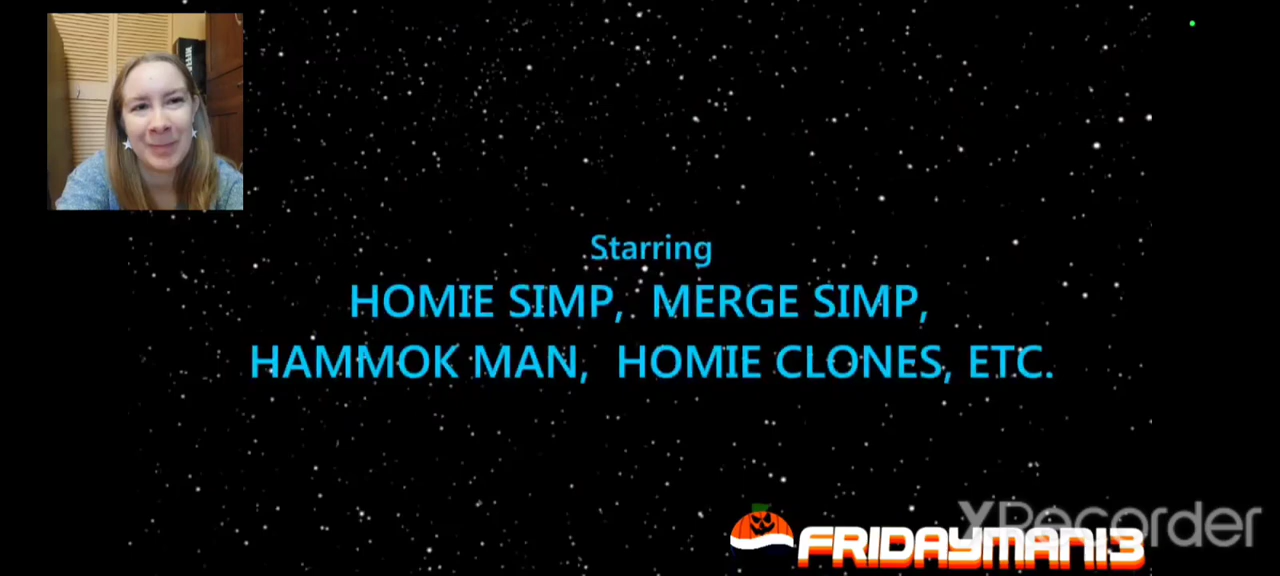 Starring
HOMIE SIMP, MERGE SIMP,
HAMMOK MAN, HOMIE CLONES, ETC.
XRecorder
FRIDAYMAN13